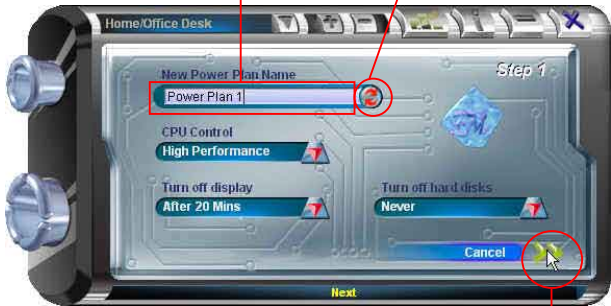 Home/Office Desk
Step 1
New Power Plan Name
Power Plan 1
CPU Control
High Performance
Turn off display
After 20 Mins
Turn off hard disks
Never
Cancel
Next